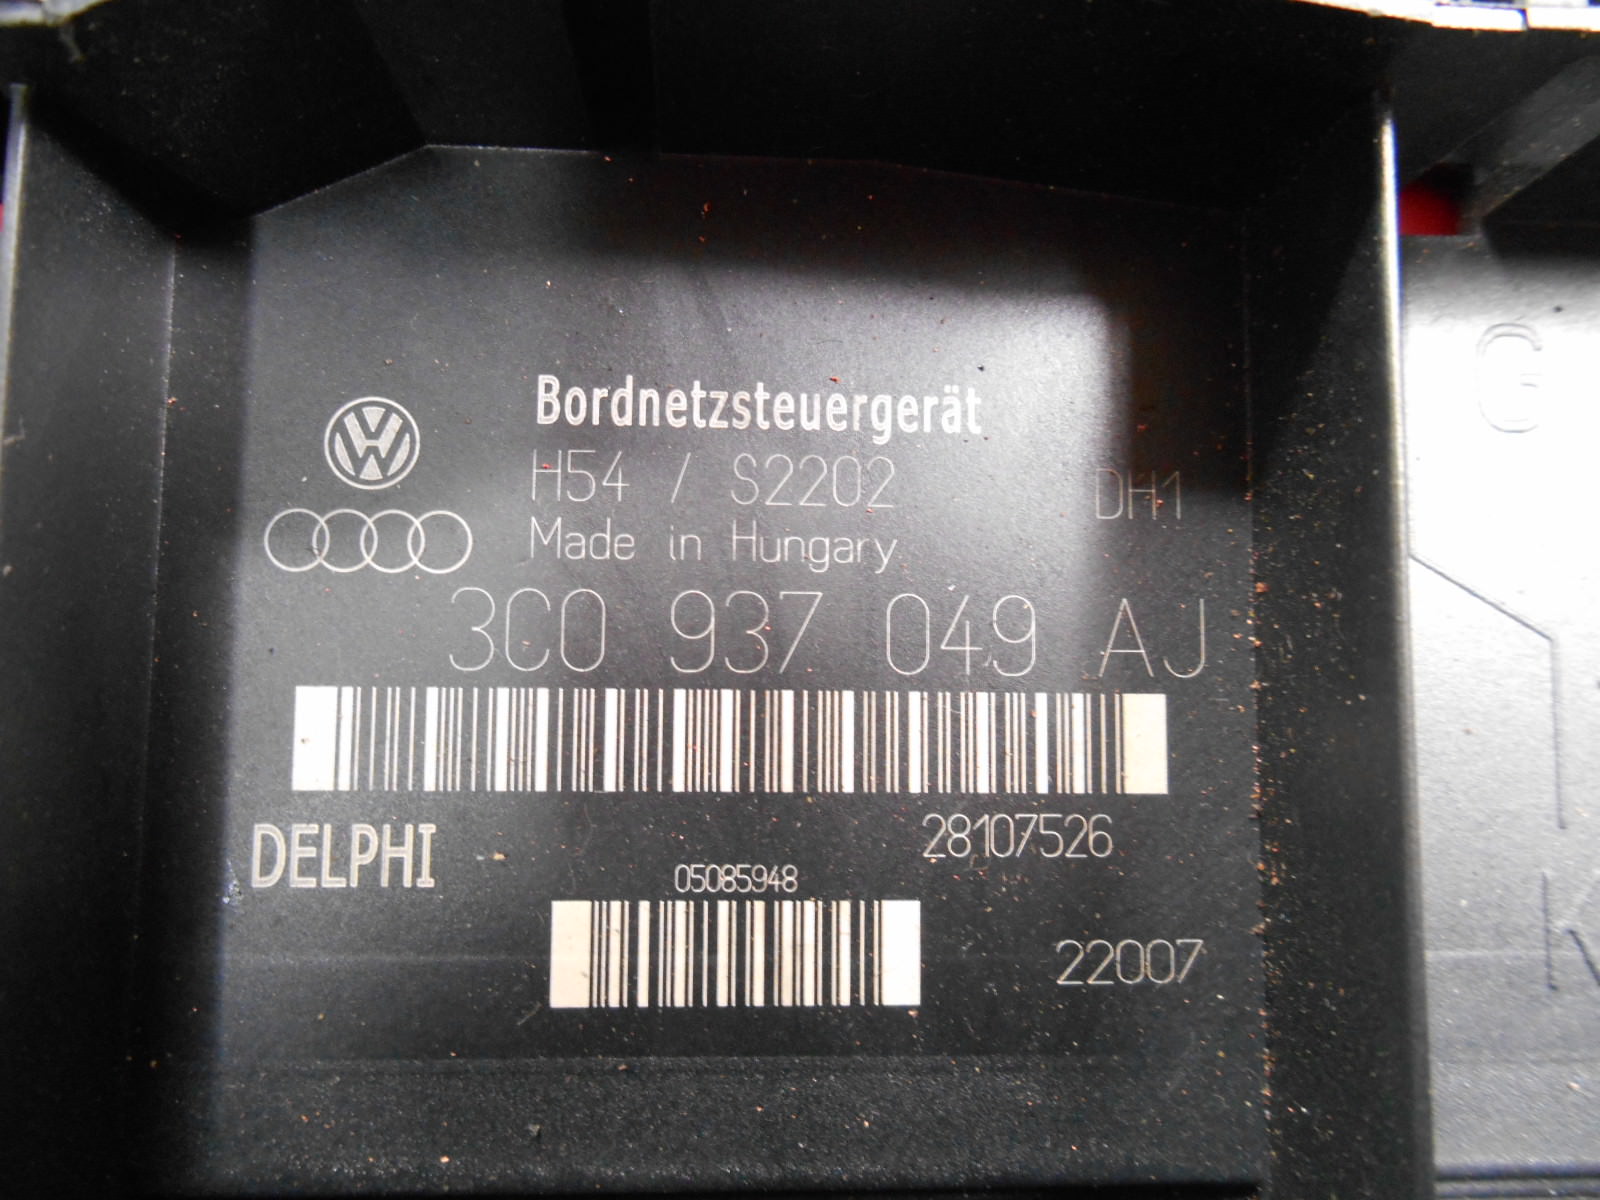 Bordnetzsteuergerät
H54 / S2202 DH1
Made in Hungary
3C0 937 049 AJ
DELPHI
28107526
05085948
22007
G
K